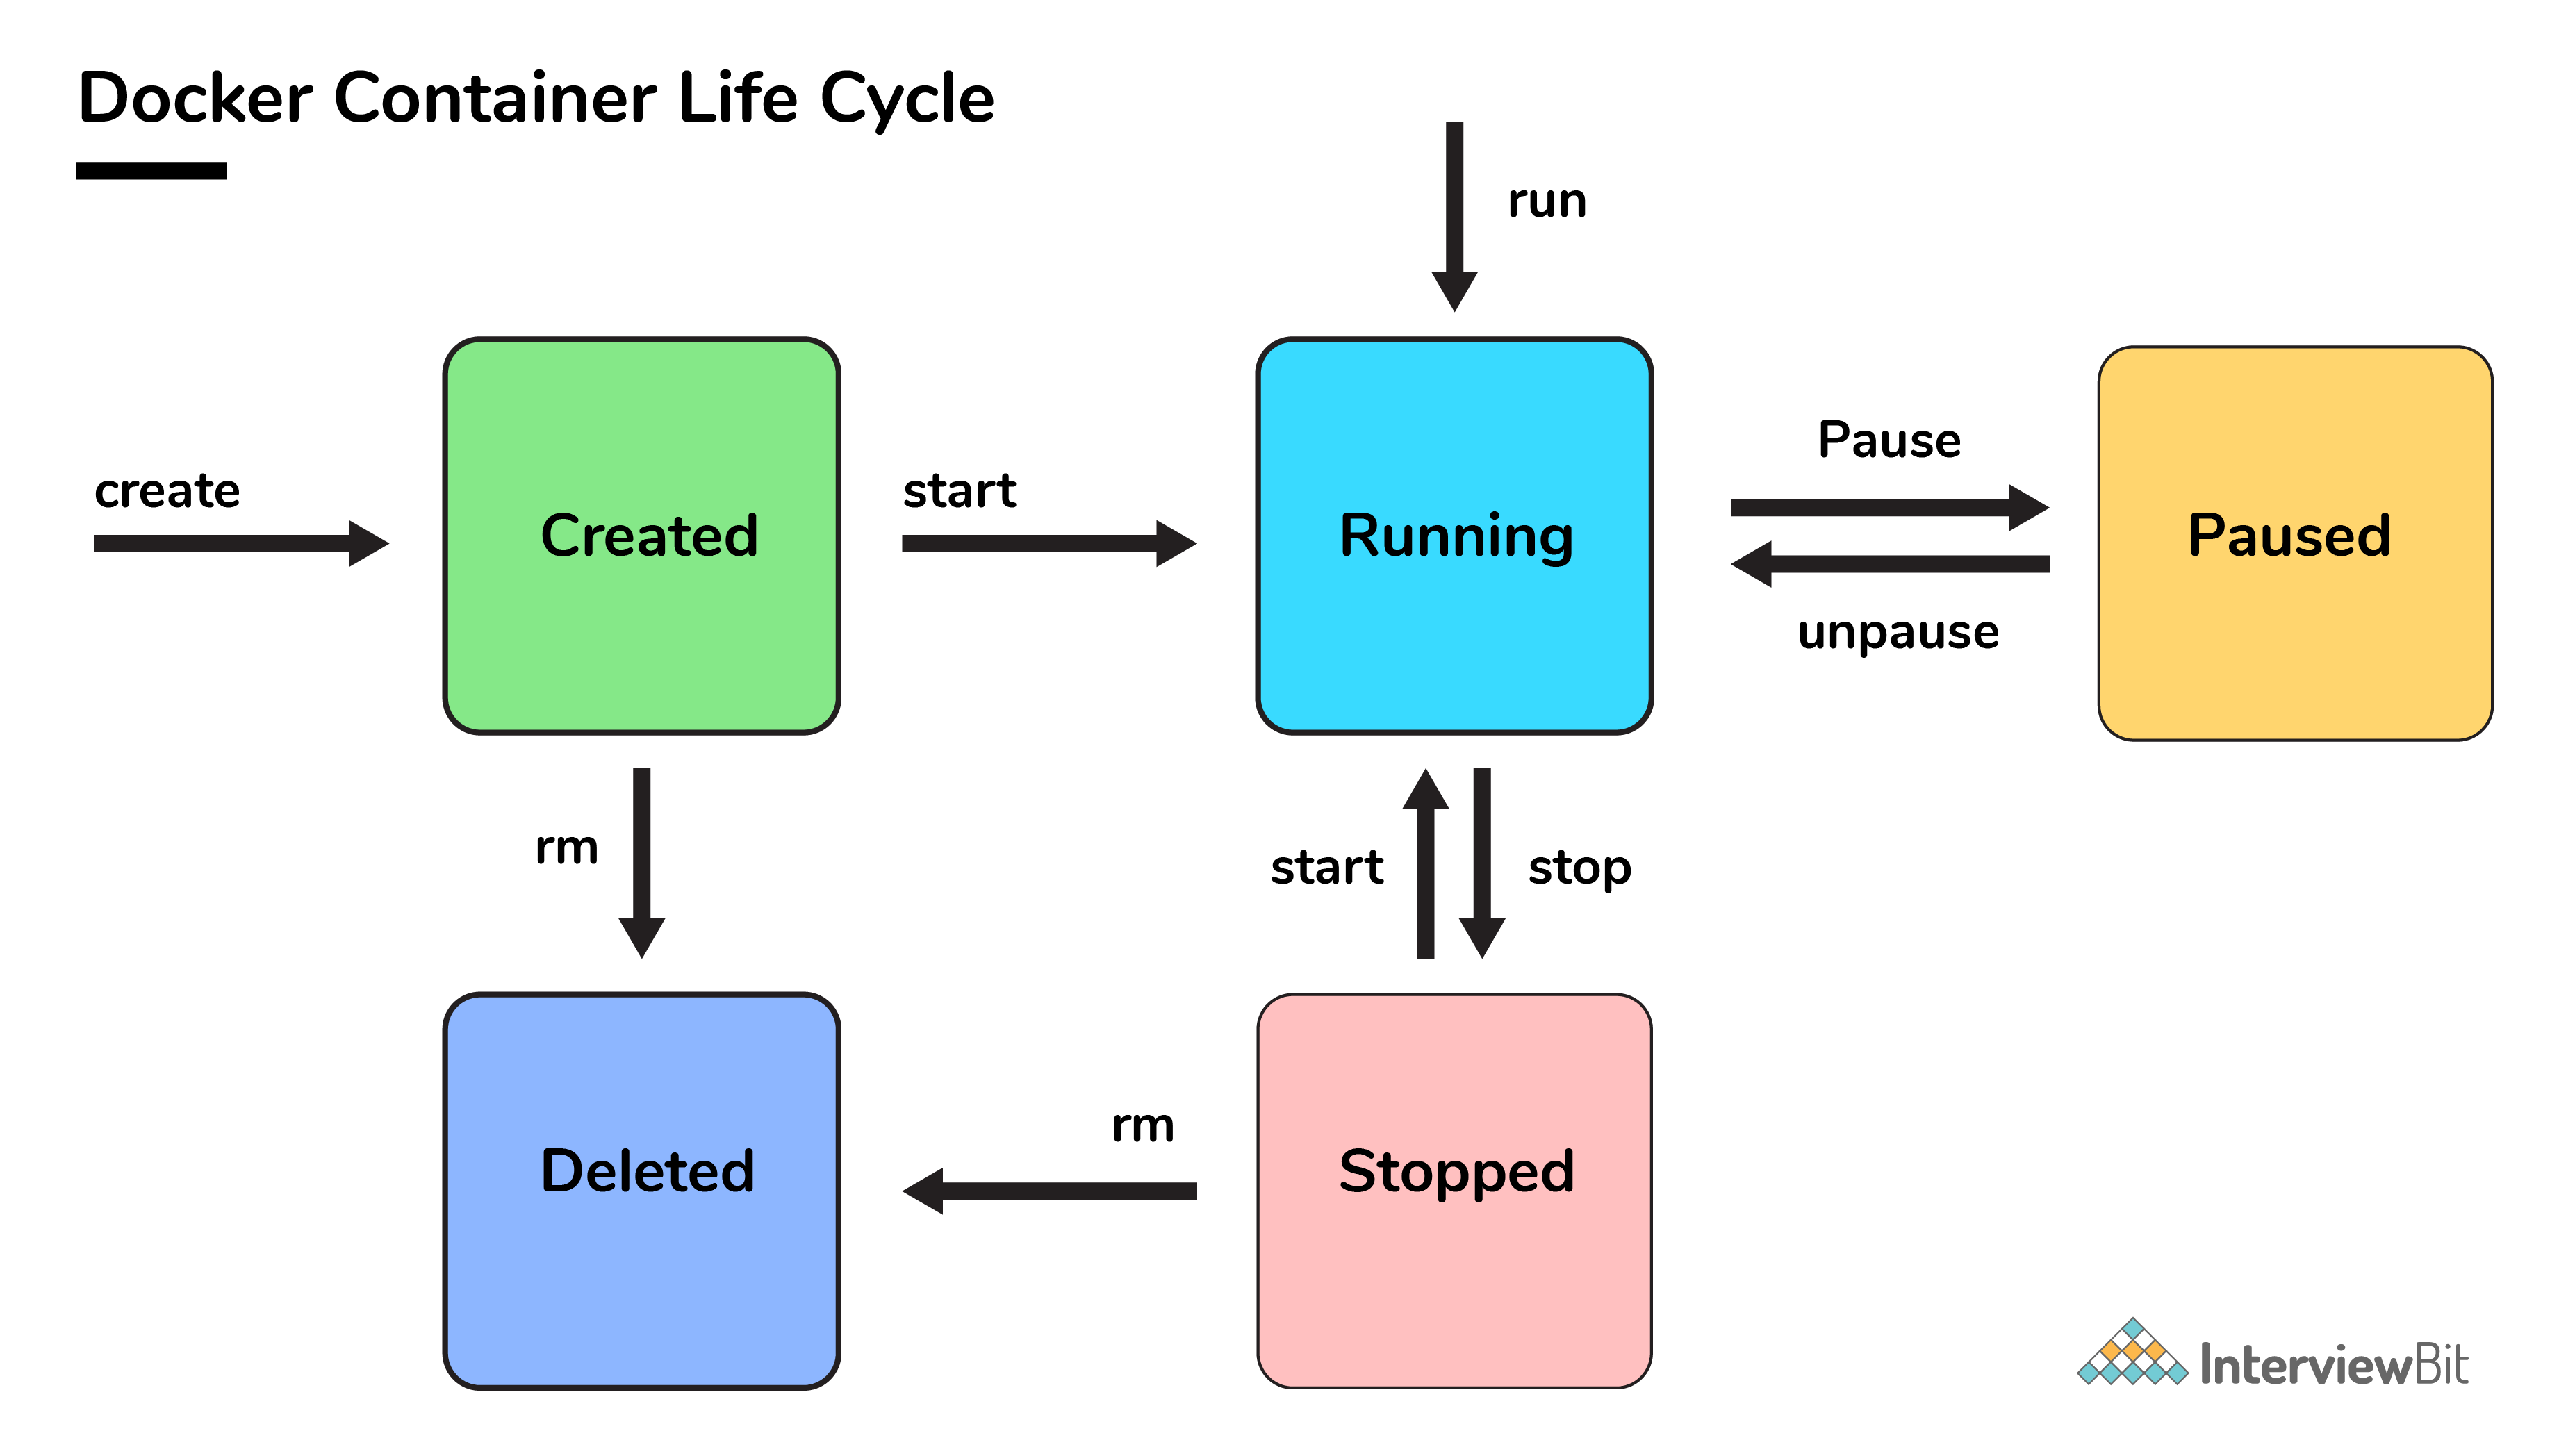 Docker Container Life Cycle
run
create
Created
start
Running
Pause
unpause
Paused
rm
start
stop
Deleted
rm
Stopped
InterviewBit